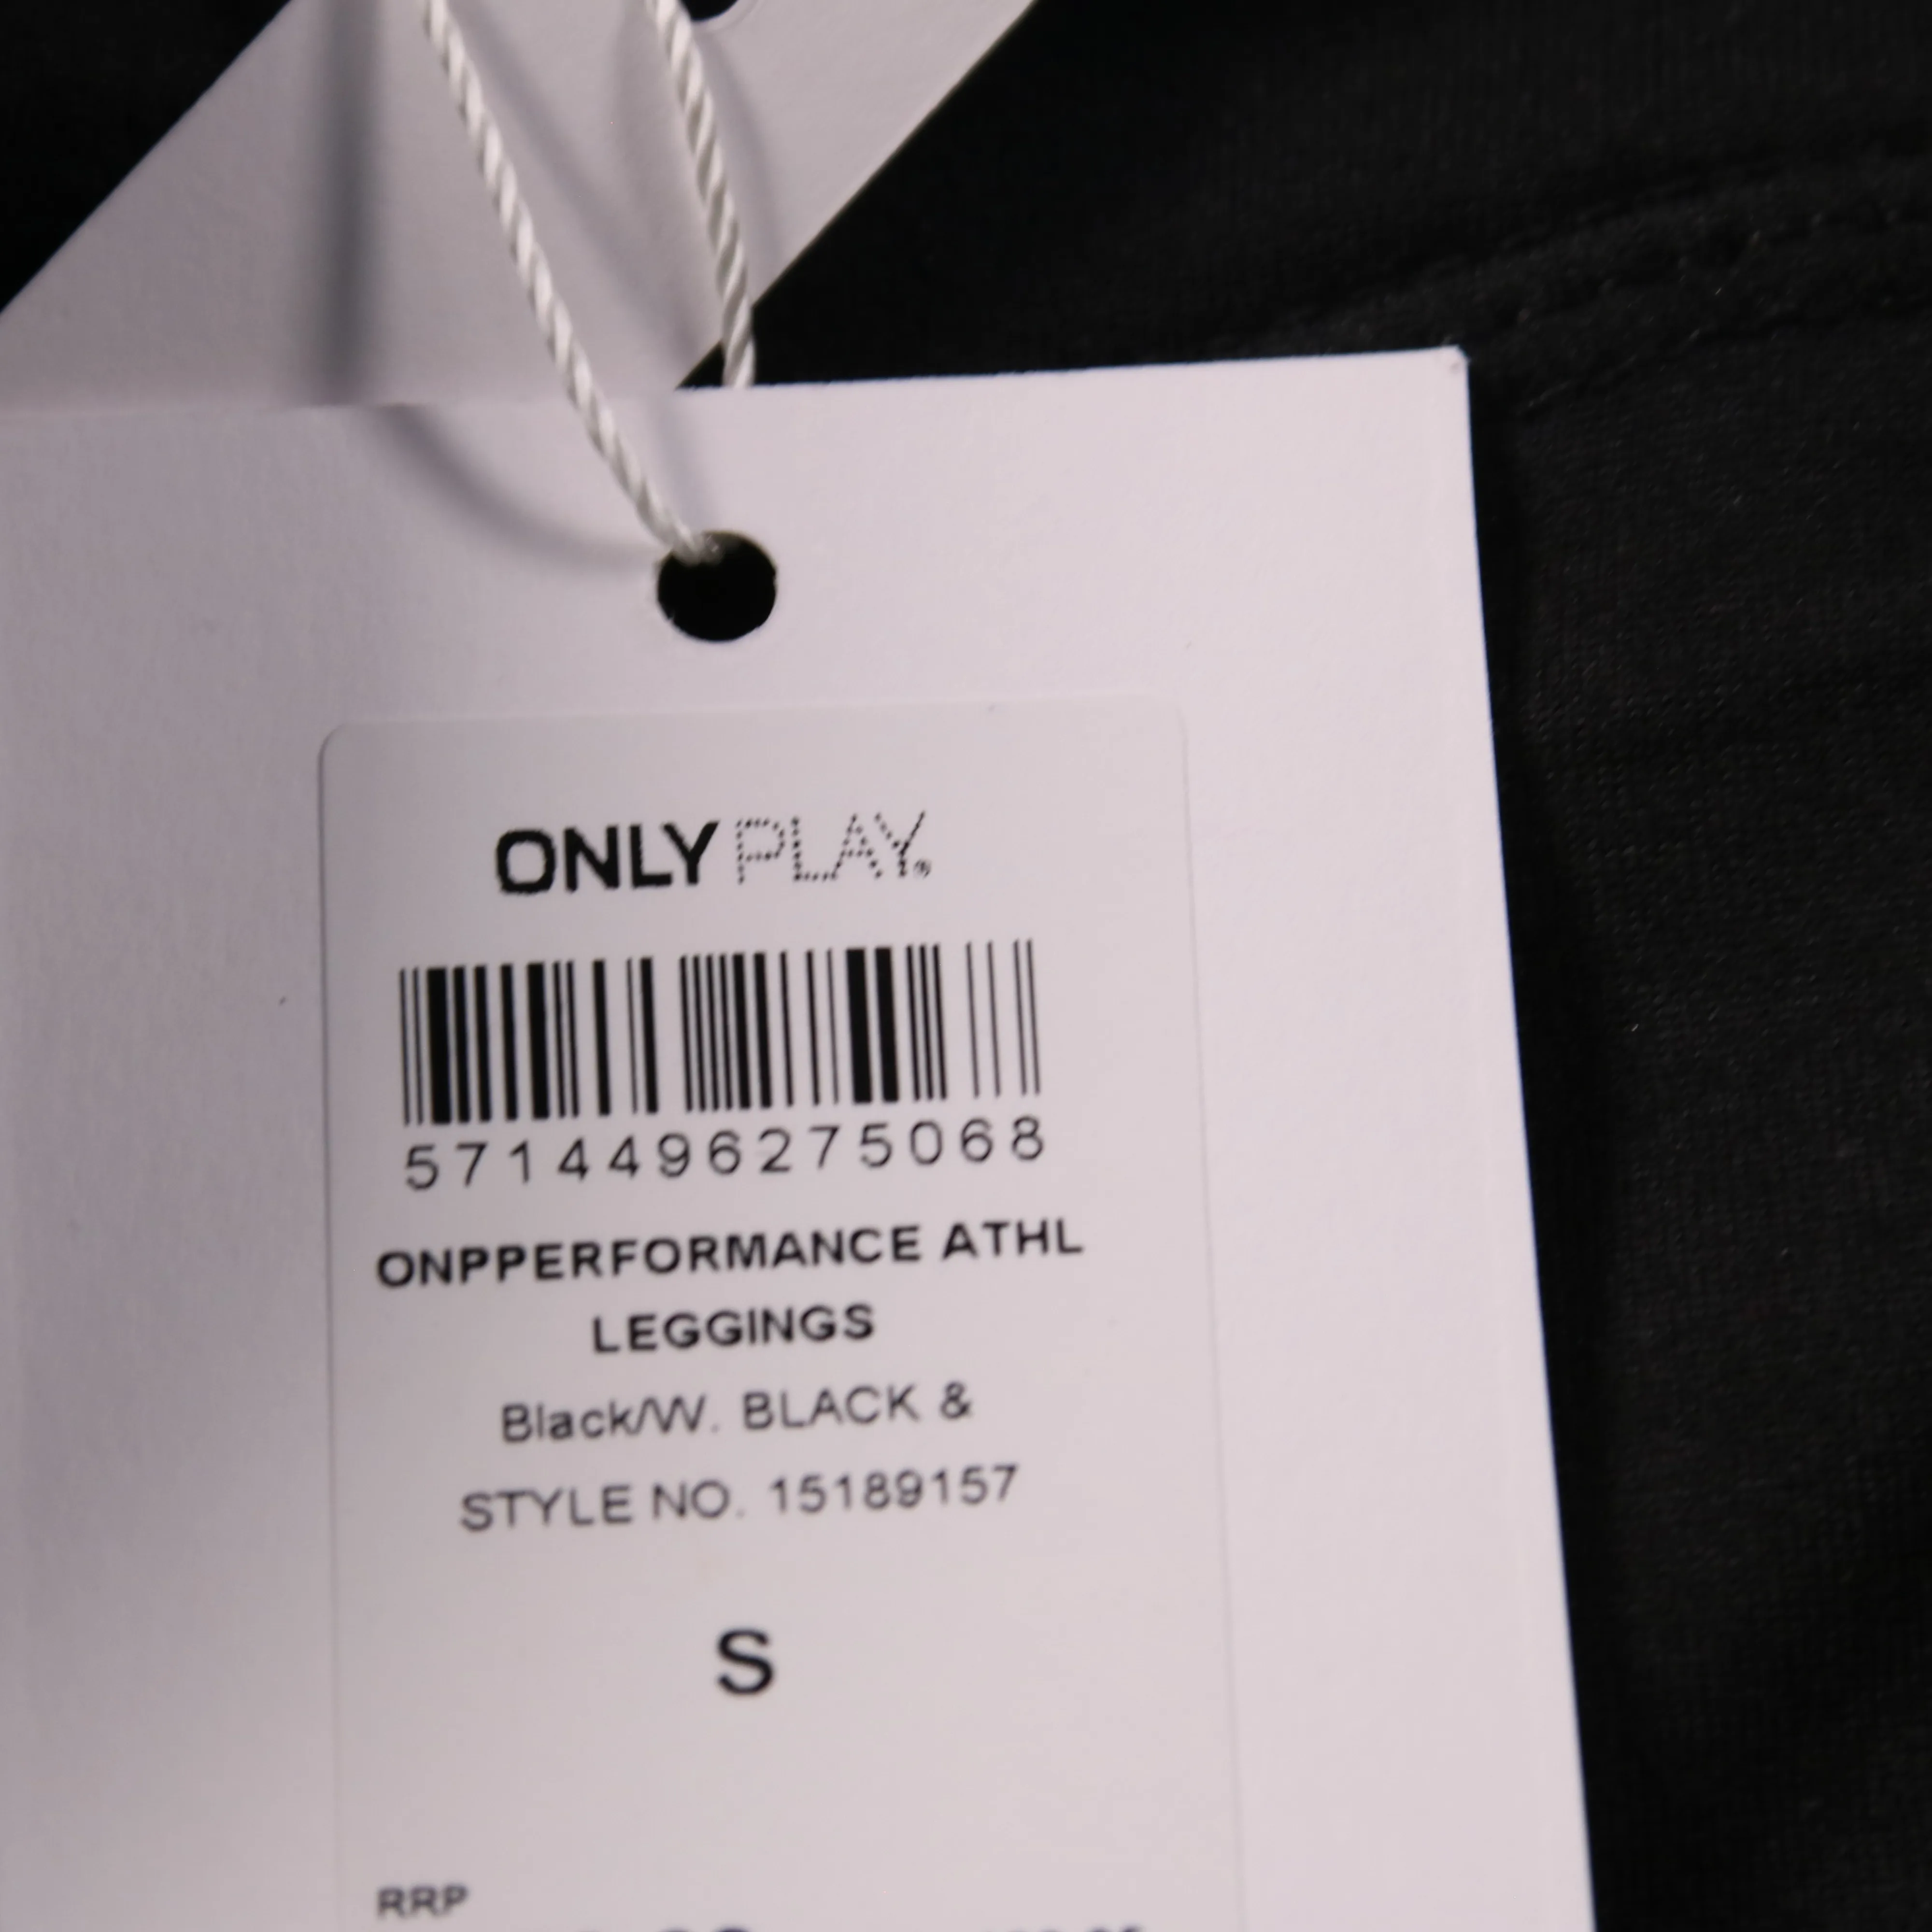 ONLY PLAY®
5714496275068
ONPPERFORMANCE ATHL
LEGGINGS
Black/W. BLACK &
STYLE NO. 15189157
S
RRP